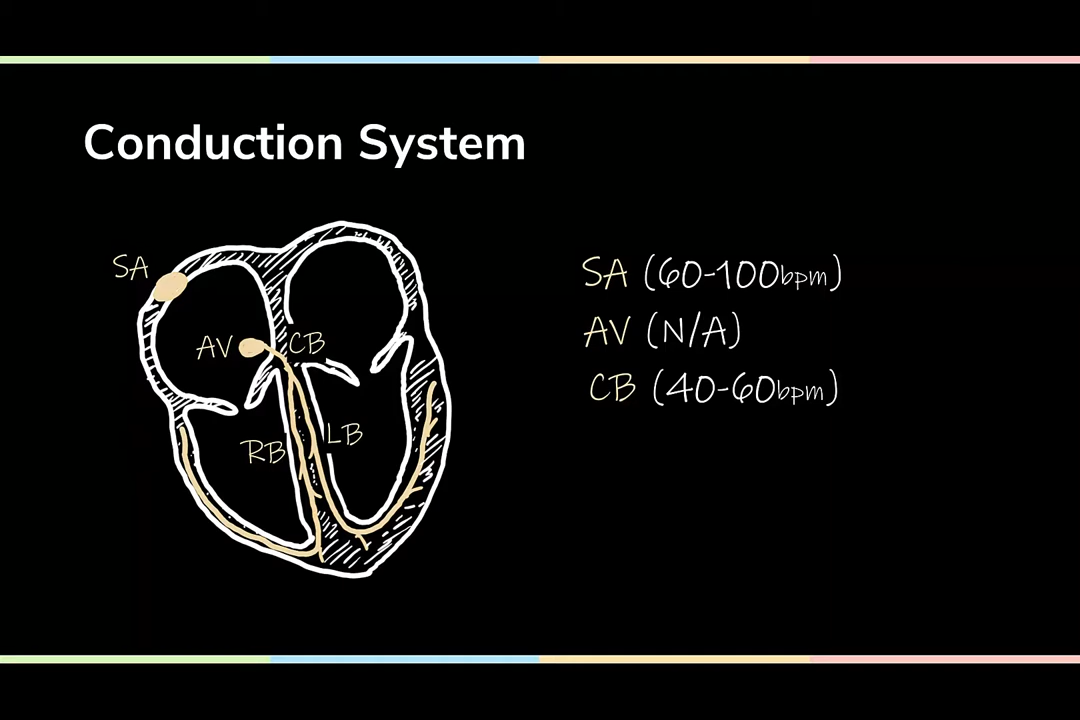 Conduction System
SA
AV
CB
RB
LB
SA (60-100bpm)
AV (N/A)
CB (40-60bpm)